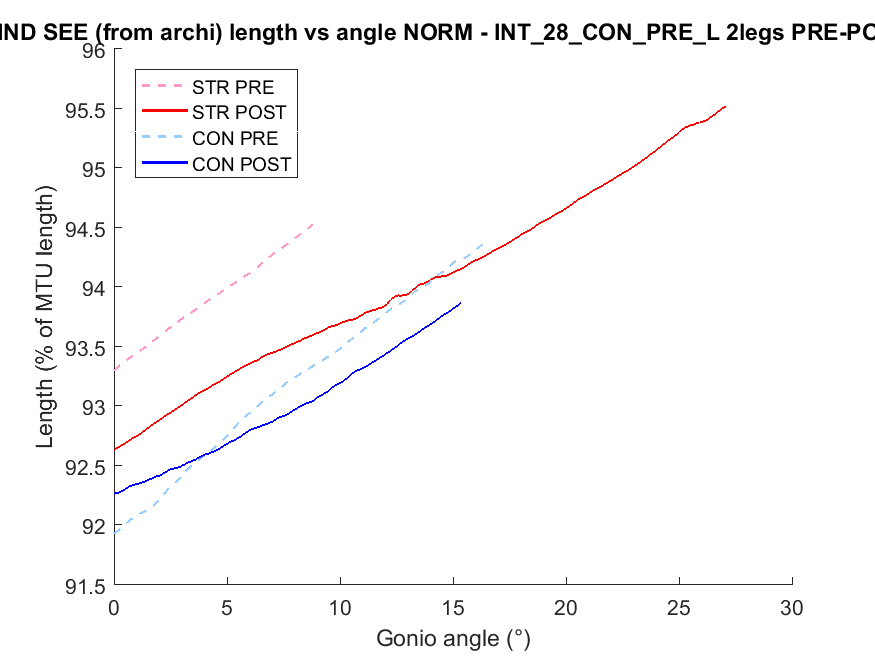 IND SEE (from archi) length vs angle NORM - INT_28_CON_PRE_L 2legs PRE-PO
96
95.5
95
94.5
94
93.5
93
92.5
92
91.5
Length (% of MTU length)
STR PRE
STR POST
CON PRE
CON POST
0 5 10 15 20 25 30
Gonio angle (°)